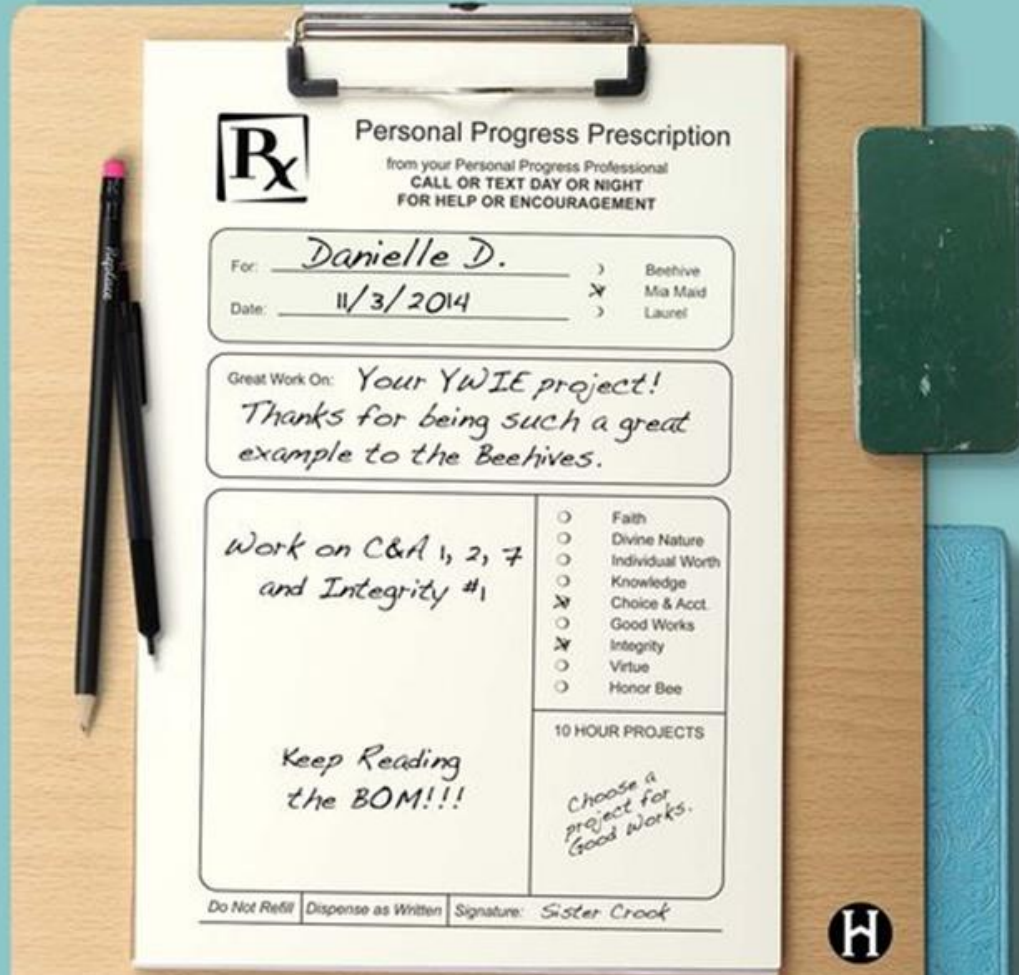 Rx
Personal Progress Prescription
from your Personal Progress Professional
CALL OR TEXT DAY OR NIGHT
FOR HELP OR ENCOURAGEMENT
For: Danielle D.
Date: 11/3/2014
Beehive
Mia Maid
Laurel
Great Work On: Your YWIE project!
Thanks for being such a great
example to the Beehives.
Work on C&A 1, 2, 7
and Integrity #1
Keep Reading
the BOM!!!
Faith
Divine Nature
Individual Worth
Knowledge
Choice & Acct.
Good Works
Integrity
Virtue
Honor Bee
10 HOUR PROJECTS
Choose a
project for
Good Works.
Do Not Refill Dispense as Written Signature: Sister Crook
H